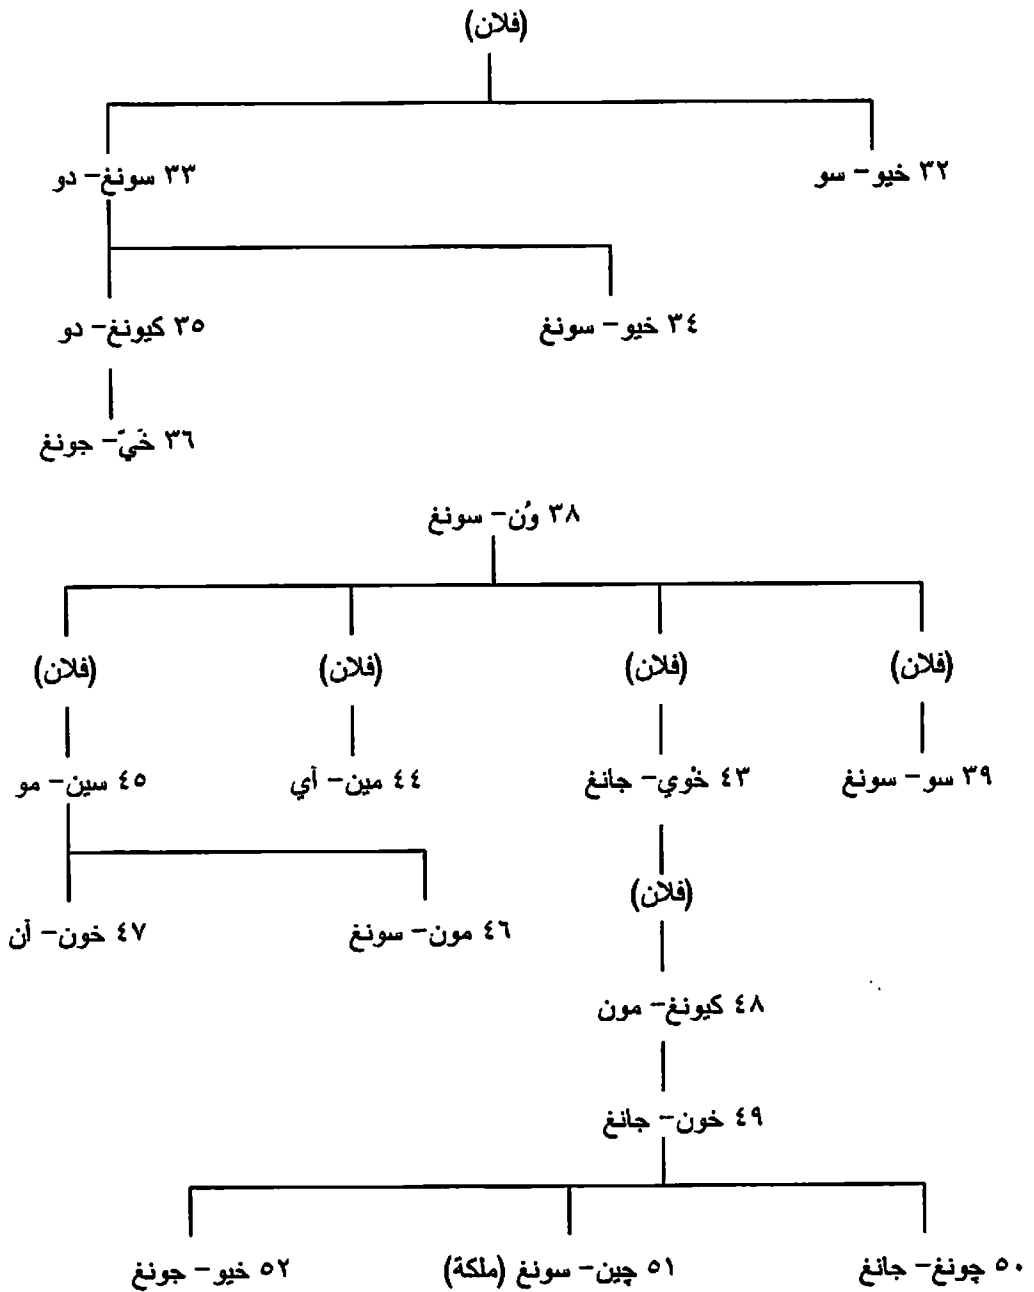 (فلان)
٣٢ خيو- سو
٣٣ سونغ- دو
٣٤ خيو- سونغ
٣٥ كيونغ- دو
٣٦ خَيّ- جونغ
٣٨ وُن- سونغ
(فلان)
(فلان)
(فلان)
(فلان)
٣٩ سو- سونغ
٤٣ خْوي- جانغ
٤٤ مين- آي
٤٥ سين- مو
(فلان)
٤٦ مون- سونغ
٤٧ خون- آن
٤٨ كيونغ- مون
٤٩ خون- جانغ
٥٠ چونغ- جانغ
٥١ چين- سونغ (ملكة)
٥٢ خيو- جونغ